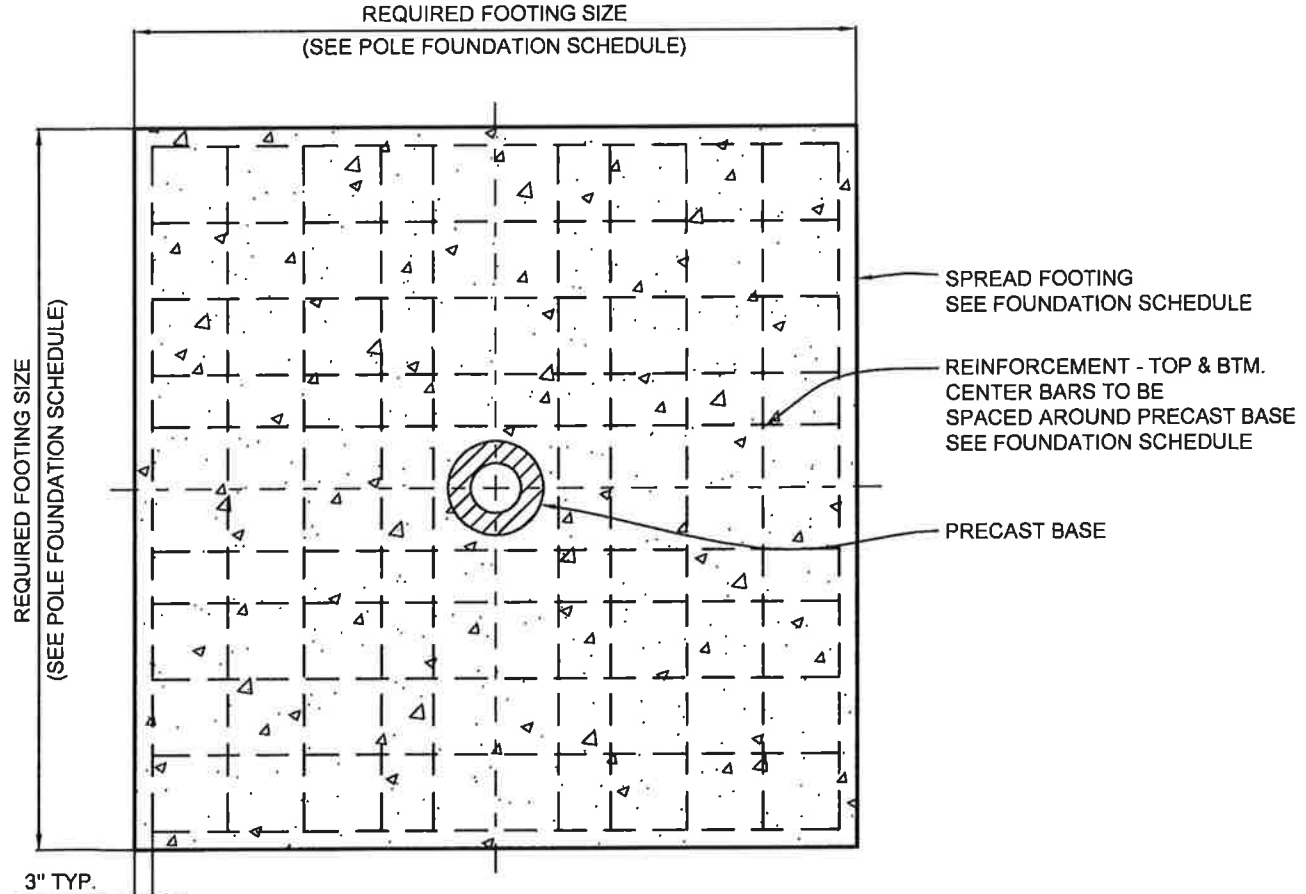 REQUIRED FOOTING SIZE
(SEE POLE FOUNDATION SCHEDULE)
REQUIRED FOOTING SIZE
(SEE POLE FOUNDATION SCHEDULE)
SPREAD FOOTING
SEE FOUNDATION SCHEDULE
REINFORCEMENT - TOP & BTM.
CENTER BARS TO BE
SPACED AROUND PRECAST BASE
SEE FOUNDATION SCHEDULE
PRECAST BASE
3" TYP.